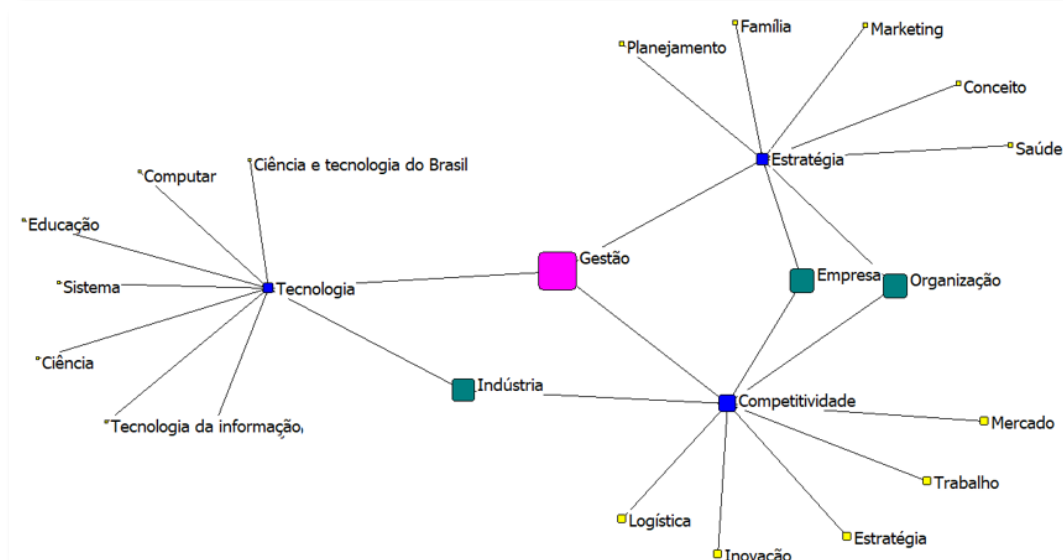 Família
Marketing
Planejamento
Conceito
Saúde
Estratégia
Ciência e tecnologia do Brasil
Computar
Educação
Gestão
Empresa
Organização
Sistema
Tecnologia
Ciência
Indústria
Competitividade
Tecnologia da informação
Mercado
Trabalho
Logística
Estratégia
Inovação